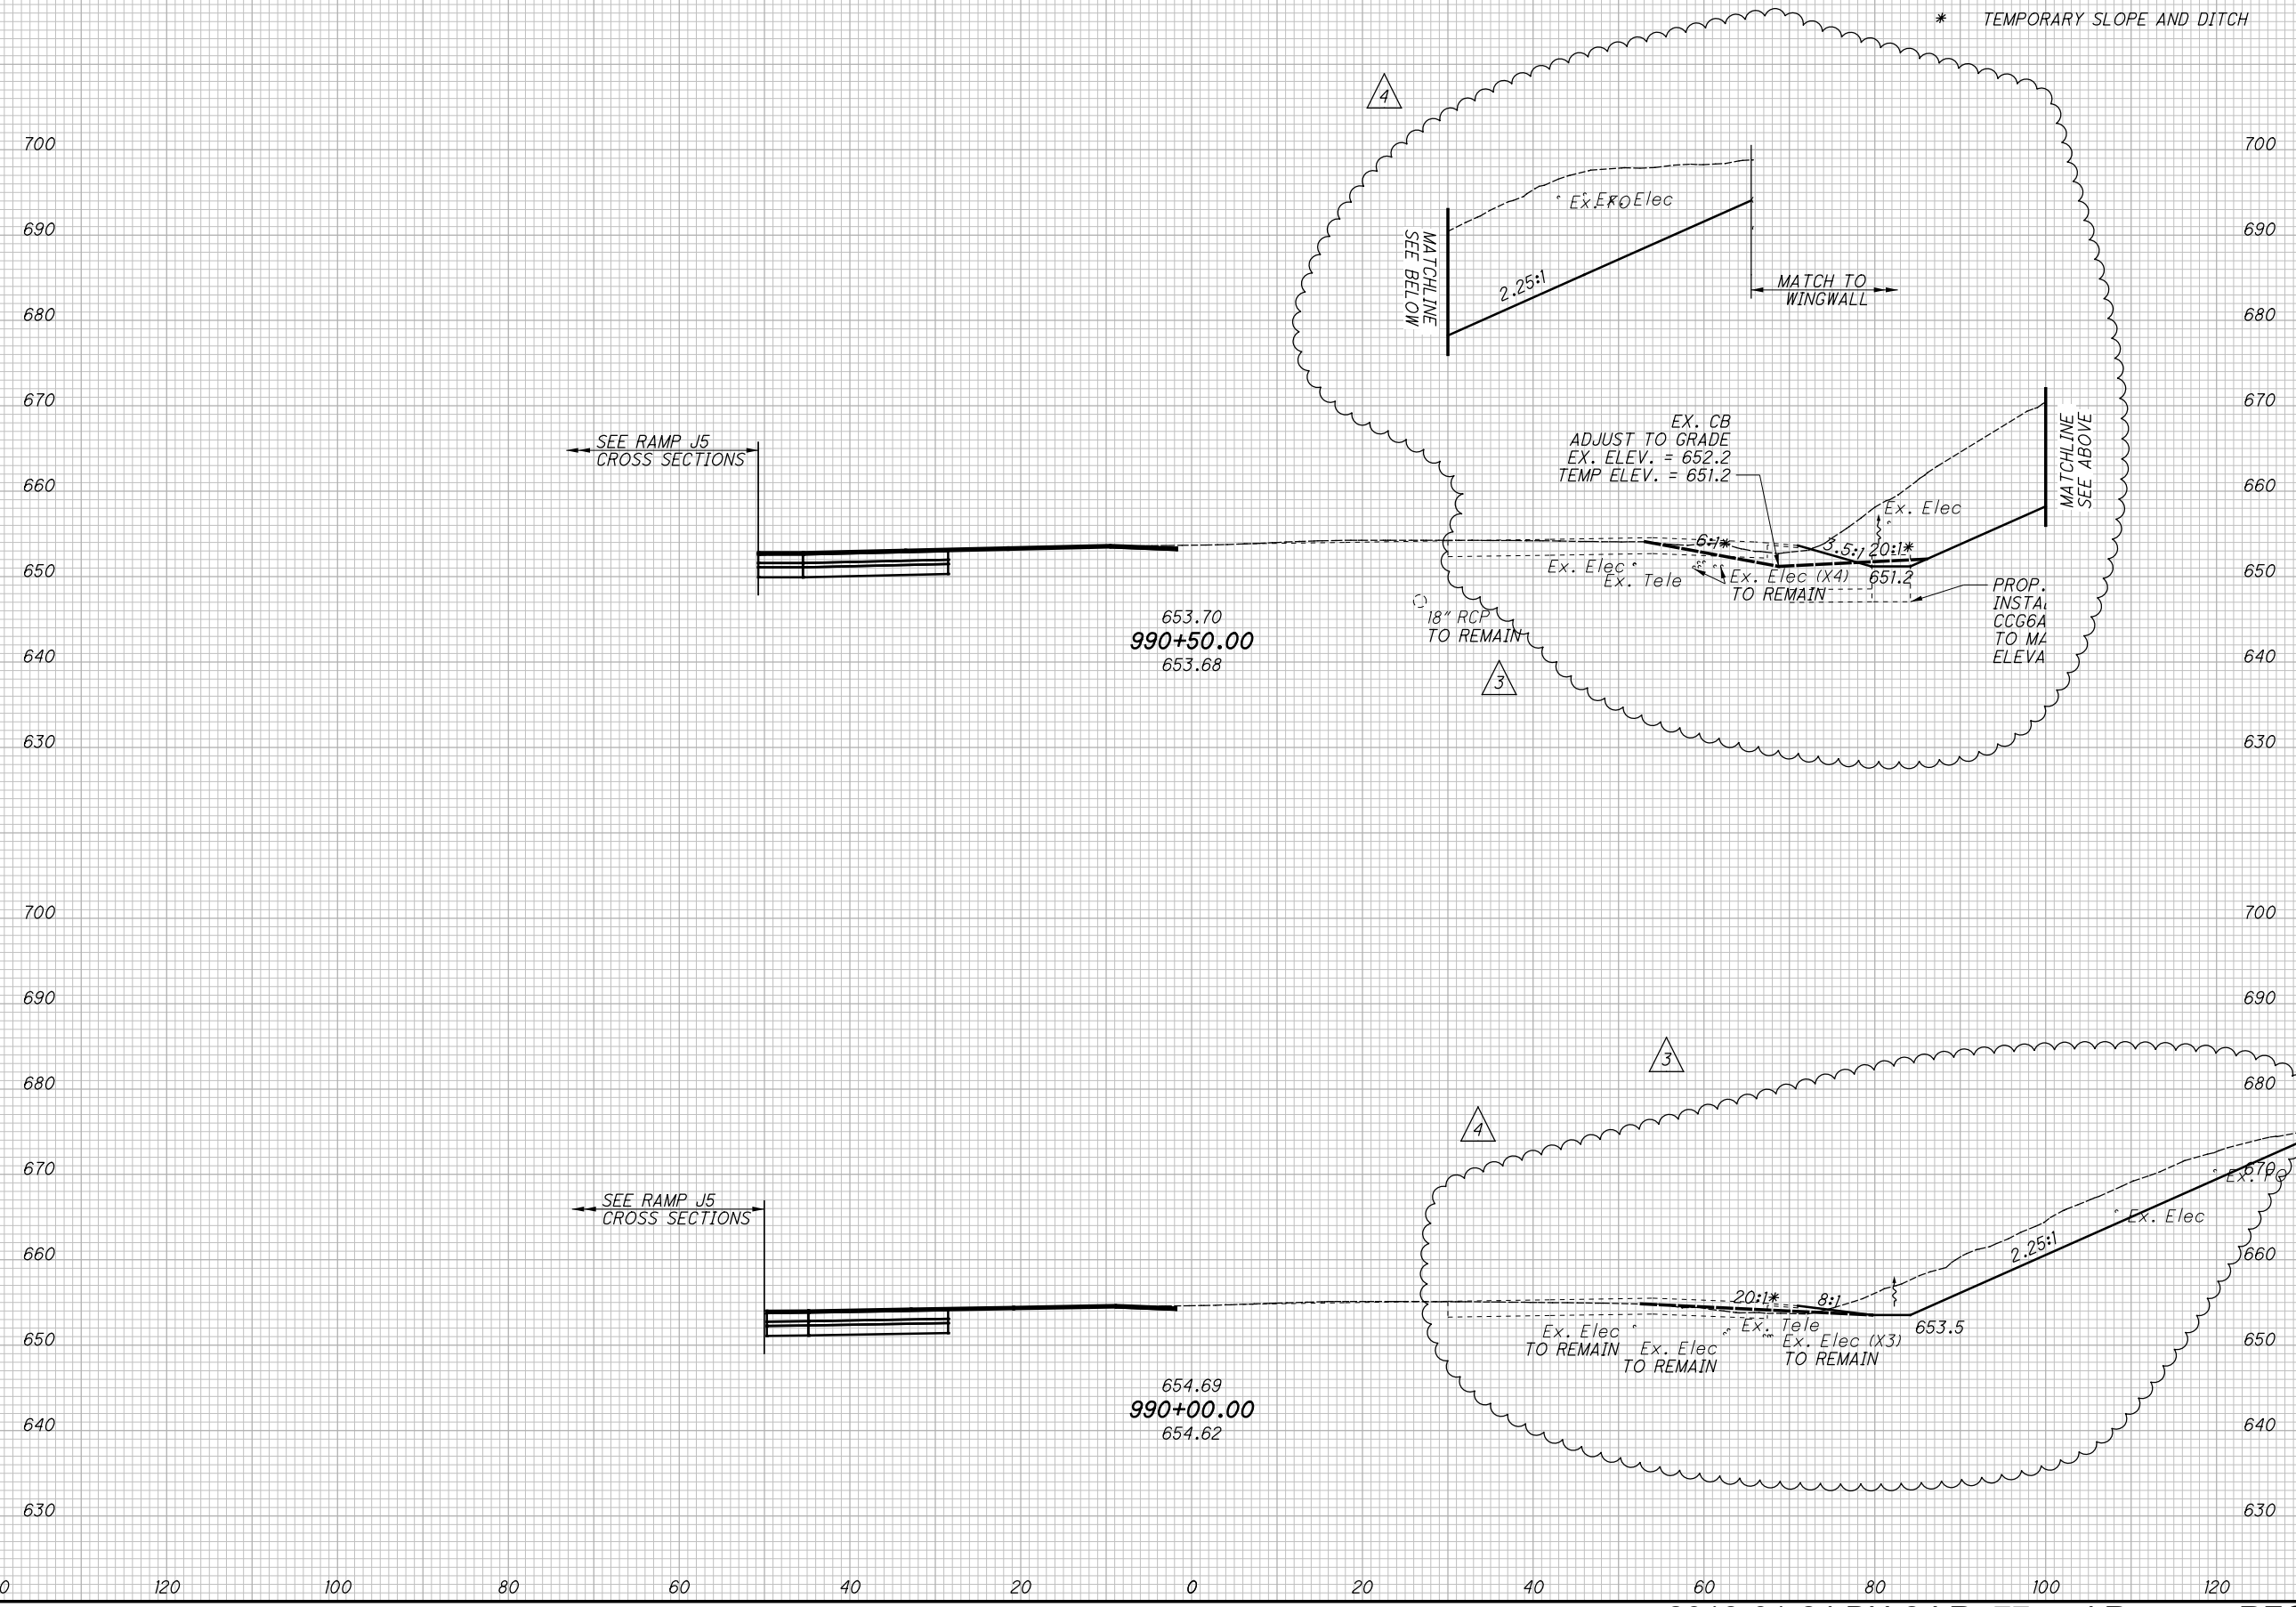 * TEMPORARY SLOPE AND DITCH
4
700
700
Ex. Elec
690
MATCHLINE
SEE BELOW
690
2.25:1
MATCH TO
WINGWALL
680
680
670
670
EX. CB
ADJUST TO GRADE
EX. ELEV. = 652.2
TEMP ELEV. = 651.2
MATCHLINE
SEE ABOVE
SEE RAMP J5
CROSS SECTIONS
660
660
Ex. Elec
6:1*
3.5:1
20:1*
650
Ex. Elec
Ex. Tele
Ex. Elec (X4)
TO REMAIN
651.2
650
PROP.
18" RCP
TO REMAIN
653.70
990+50.00
653.68
640
640
3
630
630
700
700
690
690
3
680
680
4
670
670
SEE RAMP J5
CROSS SECTIONS
Ex. Elec
660
2.25:1
660
20:1*
8:1
650
Ex. Elec
TO REMAIN
Ex. Elec
TO REMAIN
Ex. Tele
Ex. Elec (X3)
TO REMAIN
653.5
650
654.69
990+00.00
654.62
640
640
630
630
120 100 80 60 40 20 0 20 40 60 80 100 120